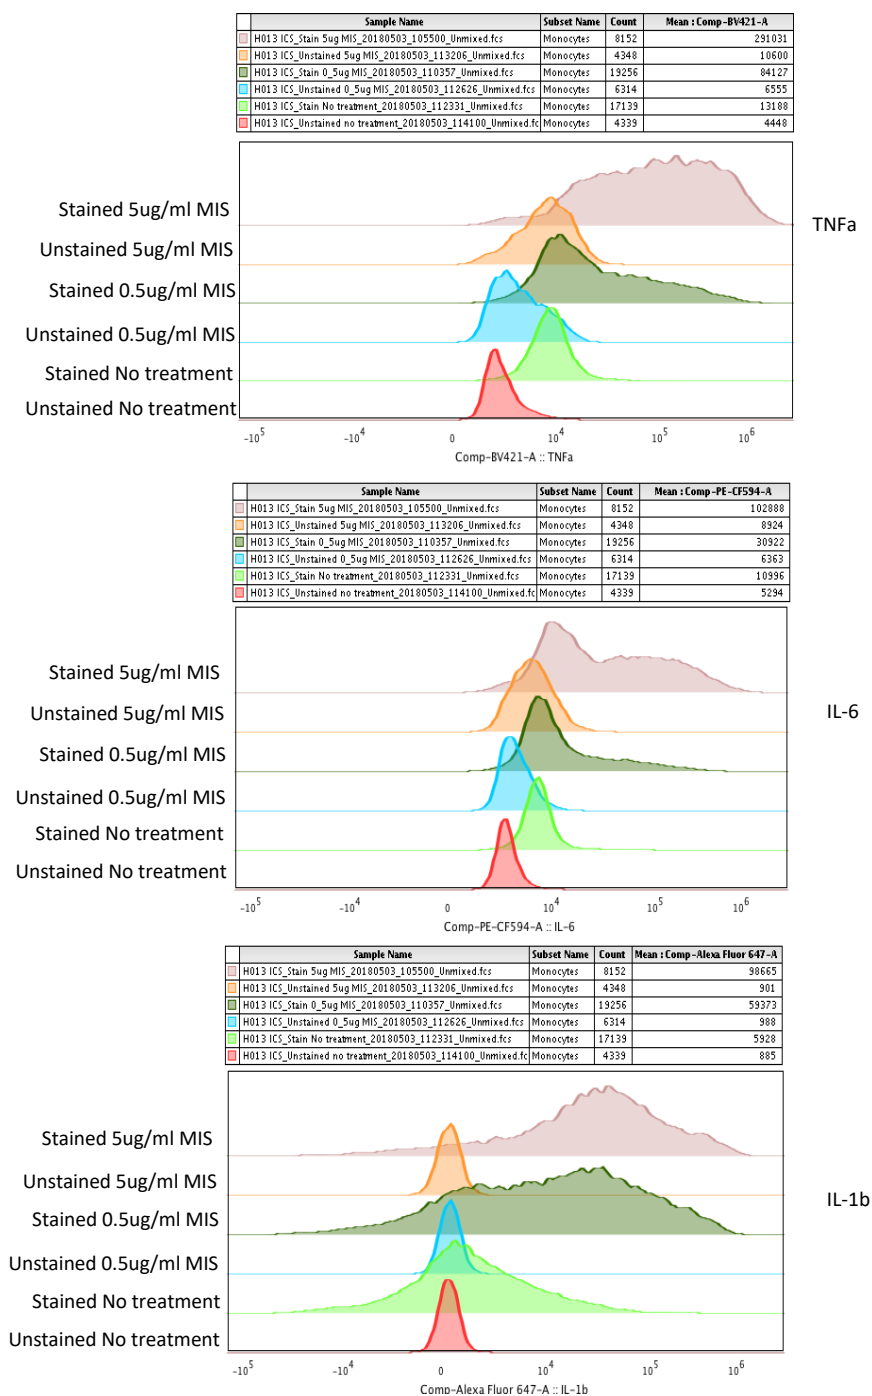 Sample Name Subset Name Count Mean : Comp-BV421-A
H013 ICS_Stain 5ug MIS_20180503_105500_Unmixed.fcs Monocytes 8152 291031
H013 ICS_Unstained 5ug MIS_20180503_113206_Unmixed.fcs Monocytes 4348 10600
H013 ICS_Stain 0_5ug MIS_20180503_110357_Unmixed.fcs Monocytes 19256 84127
H013 ICS_Unstained 0_5ug MIS_20180503_112626_Unmixed.fcs Monocytes 6314 6555
H013 ICS_Stain No treatment_20180503_112331_Unmixed.fcs Monocytes 17139 13188
H013 ICS_Unstained no treatment_20180503_114100_Unmixed.fc Monocytes 4339 4448
Stained 5ug/ml MIS
TNFa
Unstained 5ug/ml MIS
Stained 0.5ug/ml MIS
Unstained 0.5ug/ml MIS
Stained No treatment
Unstained No treatment
-10^5 -10^4 0 10^4 10^5 10^6
Comp-BV421-A :: TNFa
Sample Name Subset Name Count Mean : Comp-PE-CF594-A
H013 ICS_Stain 5ug MIS_20180503_105500_Unmixed.fcs Monocytes 8152 102888
H013 ICS_Unstained 5ug MIS_20180503_113206_Unmixed.fcs Monocytes 4348 8924
H013 ICS_Stain 0_5ug MIS_20180503_110357_Unmixed.fcs Monocytes 19256 30922
H013 ICS_Unstained 0_5ug MIS_20180503_112626_Unmixed.fcs Monocytes 6314 6363
H013 ICS_Stain No treatment_20180503_112331_Unmixed.fcs Monocytes 17139 10996
H013 ICS_Unstained no treatment_20180503_114100_Unmixed.fc Monocytes 4339 5294
Stained 5ug/ml MIS
Unstained 5ug/ml MIS
IL-6
Stained 0.5ug/ml MIS
Unstained 0.5ug/ml MIS
Stained No treatment
Unstained No treatment
-10^5 -10^4 0 10^4 10^5 10^6
Comp-PE-CF594-A :: IL-6
Sample Name Subset Name Count Mean : Comp-Alexa Fluor 647-A
H013 ICS_Stain 5ug MIS_20180503_105500_Unmixed.fcs Monocytes 8152 98665
H013 ICS_Unstained 5ug MIS_20180503_113206_Unmixed.fcs Monocytes 4348 901
H013 ICS_Stain 0_5ug MIS_20180503_110357_Unmixed.fcs Monocytes 19256 59373
H013 ICS_Unstained 0_5ug MIS_20180503_112626_Unmixed.fcs Monocytes 6314 988
H013 ICS_Stain No treatment_20180503_112331_Unmixed.fcs Monocytes 17139 5928
H013 ICS_Unstained no treatment_20180503_114100_Unmixed.fc Monocytes 4339 885
Stained 5ug/ml MIS
Unstained 5ug/ml MIS
IL-1b
Stained 0.5ug/ml MIS
Unstained 0.5ug/ml MIS
Stained No treatment
Unstained No treatment
-10^5 -10^4 0 10^4 10^5 10^6
Comp-Alexa Fluor 647-A :: IL-1b